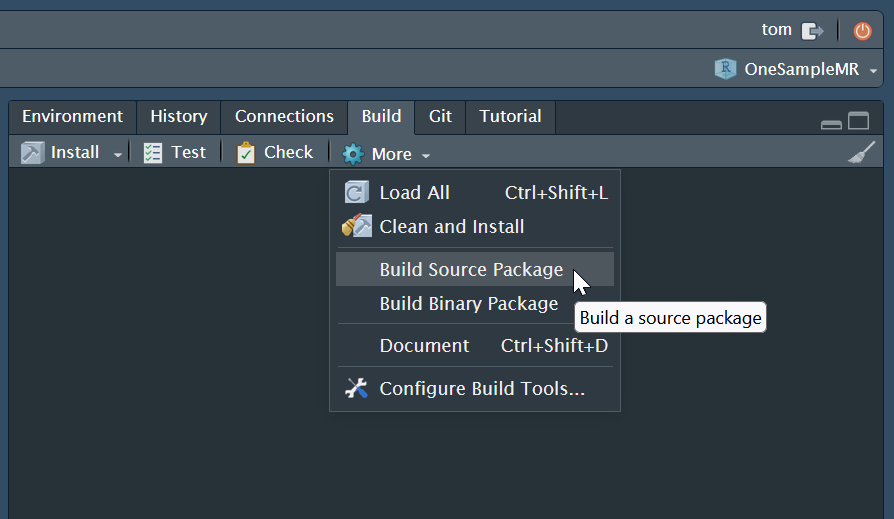 tom
OneSampleMR
Environment History Connections Build Git Tutorial
Install Test Check More
Load All Ctrl+Shift+L
Clean and Install
Build Source Package
Build Binary Package
Build a source package
Document Ctrl+Shift+D
Configure Build Tools...